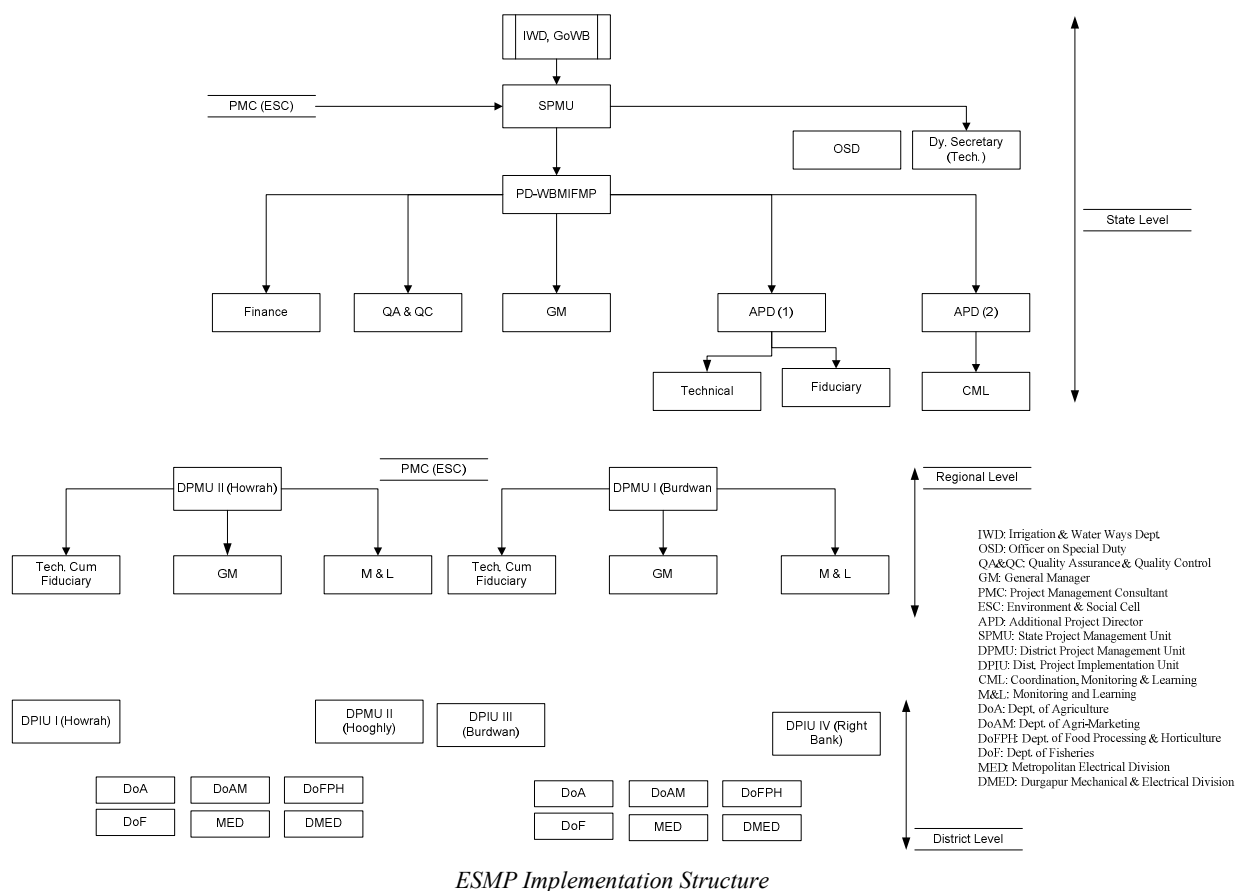 IWD, GoWB
PMC (ESC)
SPMU
OSD
Dy. Secretary
(Tech.)
PD-WBMIFMP
State Level
Finance
QA & QC
GM
APD (1)
APD (2)
Technical
Fiduciary
CML
DPMU II (Howrah)
PMC (ESC)
DPMU I (Burdwan
Regional Level
Tech. Cum
Fiduciary
GM
M & L
Tech. Cum
Fiduciary
GM
M & L
IWD: Irrigation & Water Ways Dept.
OSD: Officer on Special Duty
QA&QC: Quality Assurance & Quality Control
GM: General Manager
PMC: Project Management Consultant
ESC: Environment & Social Cell
APD: Additional Project Director
SPMU: State Project Management Unit
DPMU: District Project Management Unit
DPIU: Dist. Project Implementation Unit
CML: Coordination, Monitoring & Learning
M&L: Monitoring and Learning
DoA: Dept. of Agriculture
DoAM: Dept. of Agri-Marketing
DoFPH: Dept. of Food Processing & Horticulture
DoF: Dept. of Fisheries
MED: Metropolitan Electrical Division
DMED: Durgapur Mechanical & Electrical Division
DPIU I (Howrah)
DPMU II
(Hooghly)
DPIU III
(Burdwan)
DPIU IV (Right
Bank)
DoA
DoAM
DoFPH
DoF
MED
DMED
DoA
DoAM
DoFPH
DoF
MED
DMED
District Level
ESMP Implementation Structure